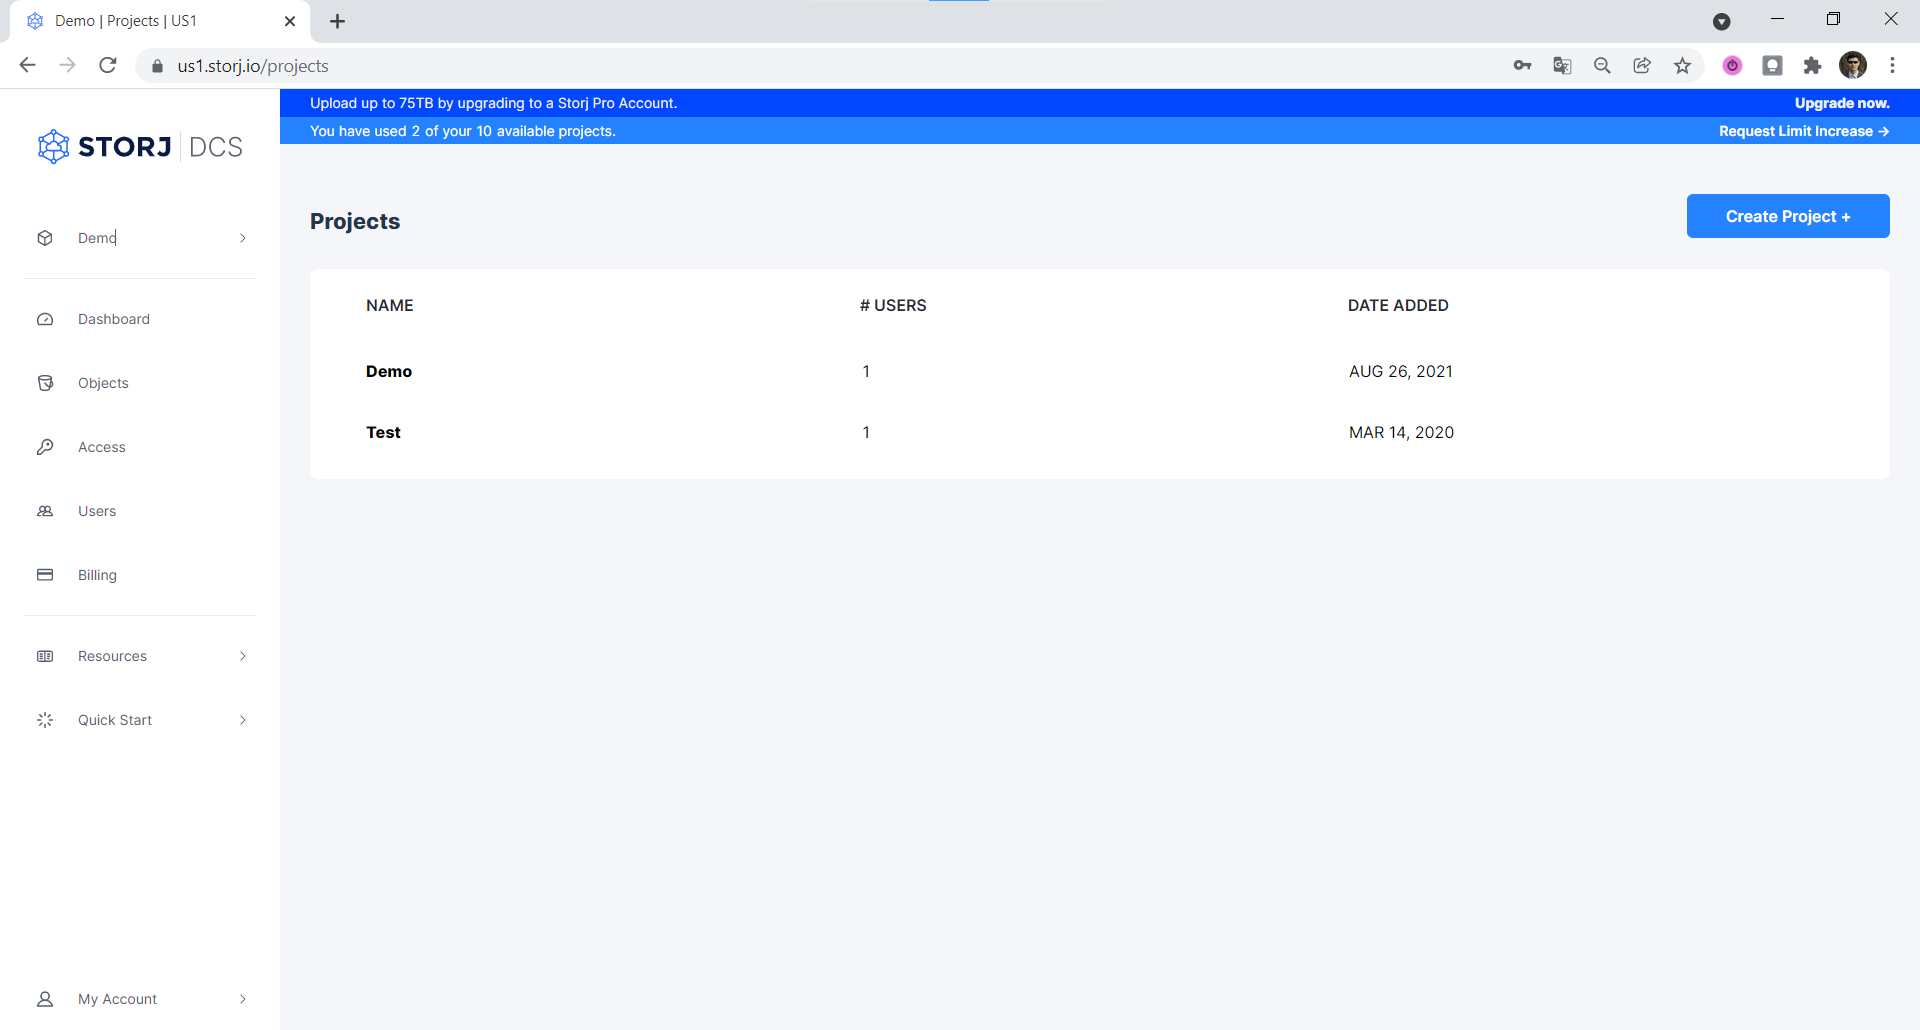 Demo | Projects | US1
us1.storj.io/projects
Upload up to 75TB by upgrading to a Storj Pro Account.
Upgrade now.
You have used 2 of your 10 available projects.
Request Limit Increase →
STORJ | DCS
Demo
Dashboard
Objects
Access
Users
Billing
Resources
Quick Start
My Account
Projects
Create Project +
NAME # USERS DATE ADDED
Demo 1 AUG 26, 2021
Test 1 MAR 14, 2020